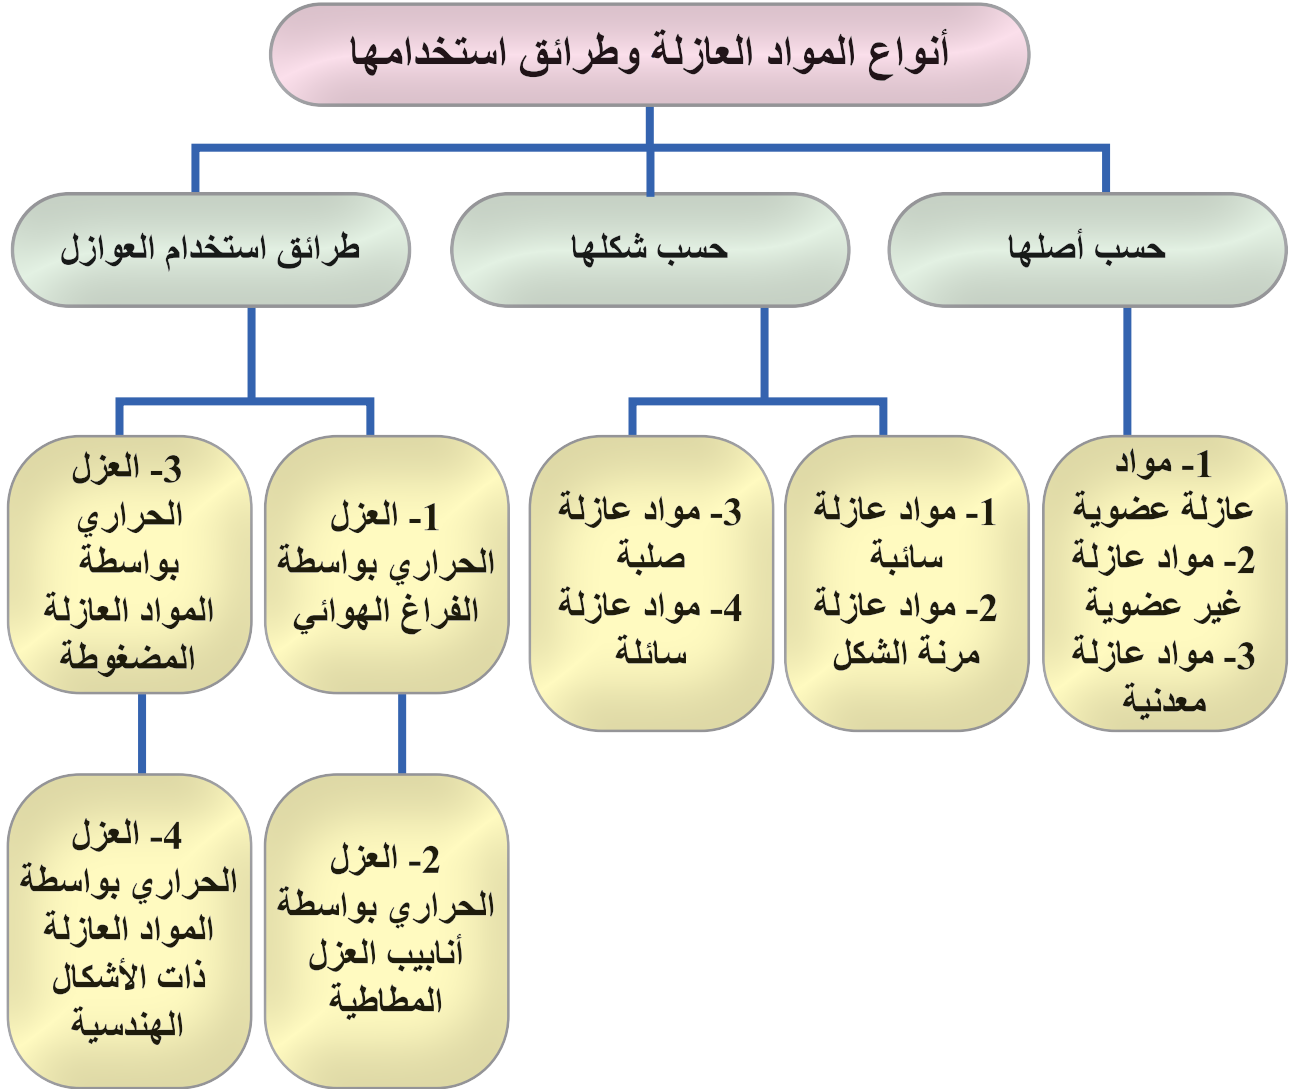 أنواع المواد العازلة وطرائق استخدامها
حسب أصلها
حسب شكلها
طرائق استخدام العوازل
1- مواد
عازلة عضوية
2- مواد عازلة
غير عضوية
3- مواد عازلة
معدنية
1- مواد عازلة
سائبة
2- مواد عازلة
مرنة الشكل
3- مواد عازلة
صلبة
4- مواد عازلة
سائلة
1- العزل
الحراري بواسطة
الفراغ الهوائي
2- العزل
الحراري بواسطة
أنابيب العزل
المطاطية
3- العزل
الحراري
بواسطة
المواد العازلة
المضغوطة
4- العزل
الحراري بواسطة
المواد العازلة
ذات الأشكال
الهندسية